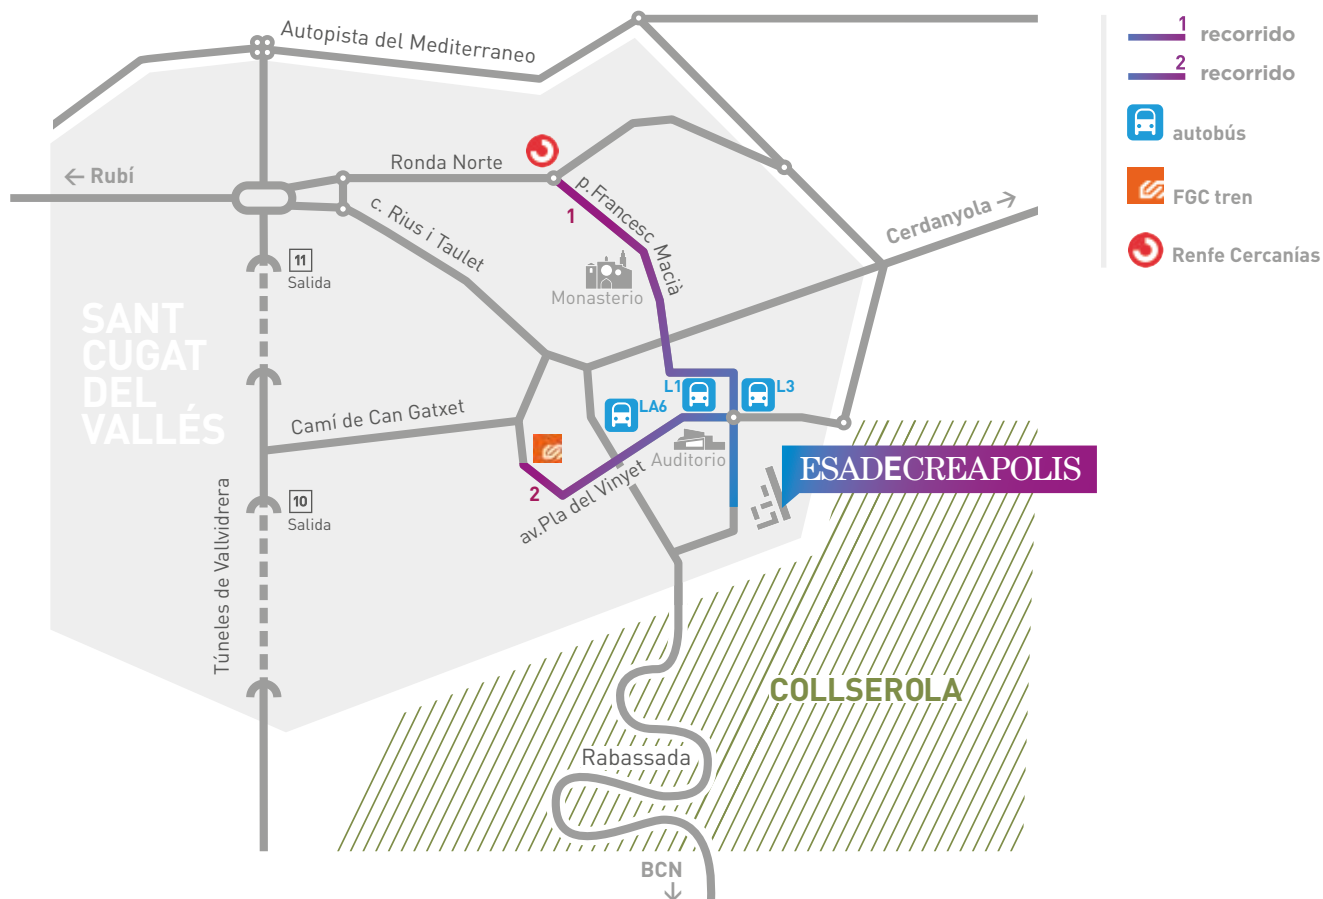 Autopista del Mediterraneo
1 recorrido
2 recorrido
autobús
FGC tren
Renfe Cercanías
← Rubí
Ronda Norte
c. Rius i Taulet
p. Francesc Macià
1
Cerdanyola →
11
Salida
Monasterio
SANT
CUGAT
DEL
VALLÉS
L1
L3
LA6
Camí de Can Gatxet
Auditorio
ESADECREAPOLIS
2
av.Pla del Vinyet
10
Salida
Túneles de Vallvidrera
COLLSEROLA
Rabassada
BCN
↓